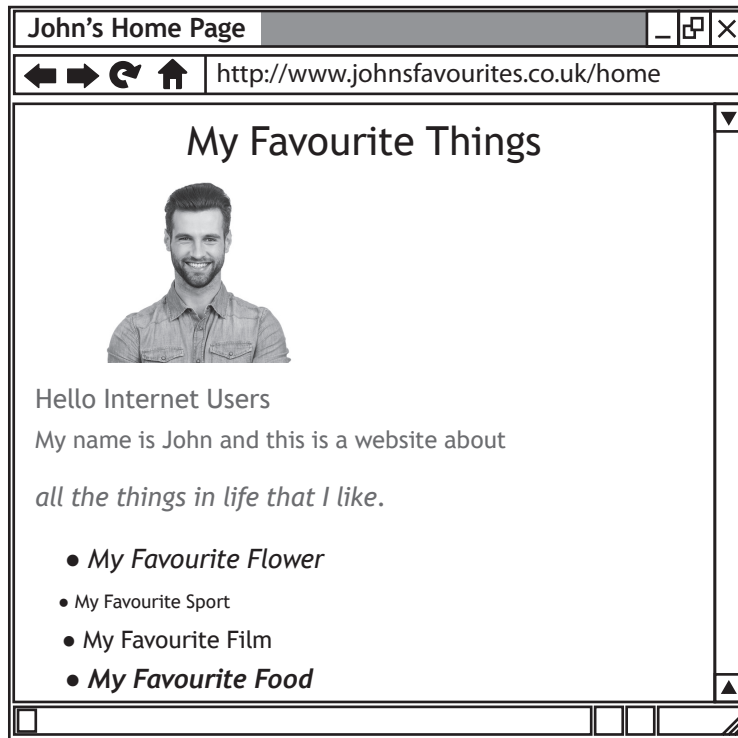 John’s Home Page
http://www.johnsfavourites.co.uk/home
My Favourite Things
Hello Internet Users
My name is John and this is a website about
all the things in life that I like.
• My Favourite Flower
• My Favourite Sport
• My Favourite Film
• My Favourite Food